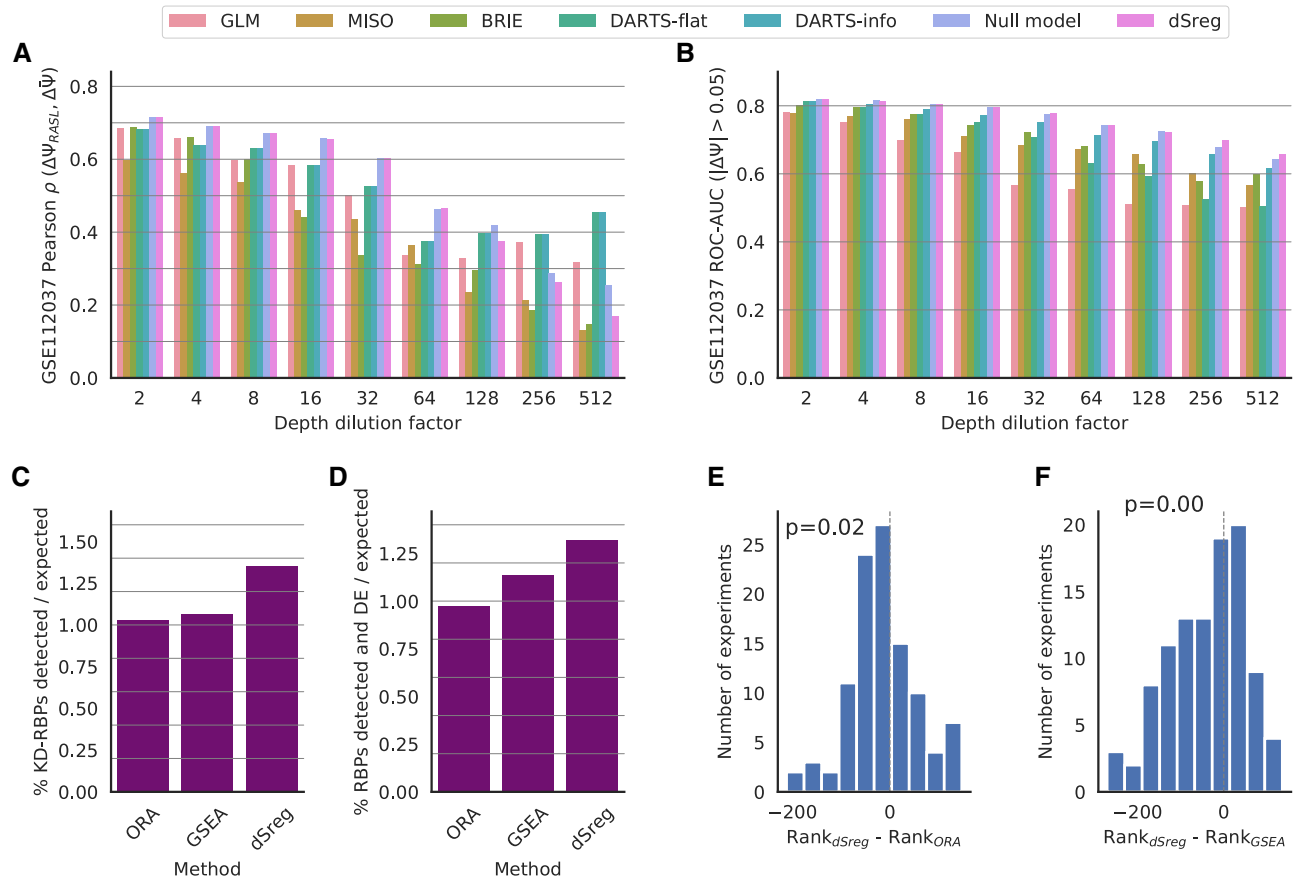 GLM MISO BRIE DARTS-flat DARTS-info Null model dSreg
A
GSE112037 Pearson ρ (ΔΨRASL, ΔΨ̄)
0.8
0.6
0.4
0.2
0.0
2 4 8 16 32 64 128 256 512
Depth dilution factor
B
GSE112037 ROC-AUC (|ΔΨ| > 0.05)
0.8
0.6
0.4
0.2
0.0
2 4 8 16 32 64 128 256 512
Depth dilution factor
C
% KD-RBPs detected / expected
1.50
1.25
1.00
0.75
0.50
0.25
0.00
ORA GSEA dSreg
Method
D
% RBPs detected and DE / expected
1.25
1.00
0.75
0.50
0.25
0.00
ORA GSEA dSreg
Method
E
p=0.02
Number of experiments
25
20
15
10
5
0
−200 0
RankdSreg - RankORA
F
p=0.00
Number of experiments
20
15
10
5
0
−200 0
RankdSreg - RankGSEA